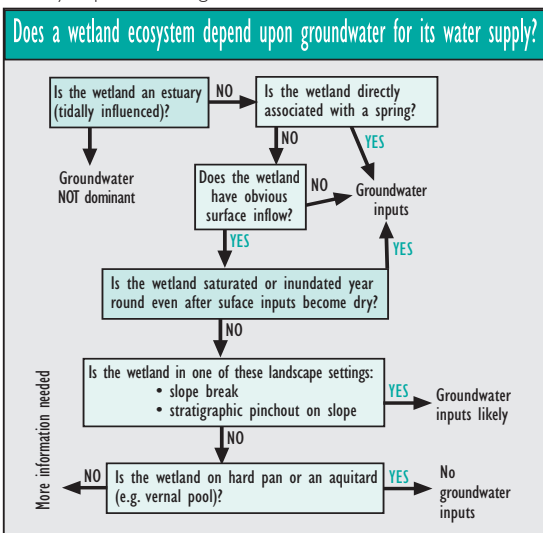 Does a wetland ecosystem depend upon groundwater for its water supply?
Is the wetland an estuary
(tidally influenced)?
NO
Is the wetland directly
associated with a spring?
NO
YES
Groundwater
NOT dominant
Does the wetland
have obvious
surface inflow?
NO
Groundwater
inputs
YES
YES
Is the wetland saturated or inundated year
round even after suface inputs become dry?
NO
Is the wetland in one of these landscape settings:
• slope break
• stratigraphic pinchout on slope
YES
Groundwater
inputs likely
NO
More information needed
NO
Is the wetland on hard pan or an aquitard
(e.g. vernal pool)?
YES
No
groundwater
inputs